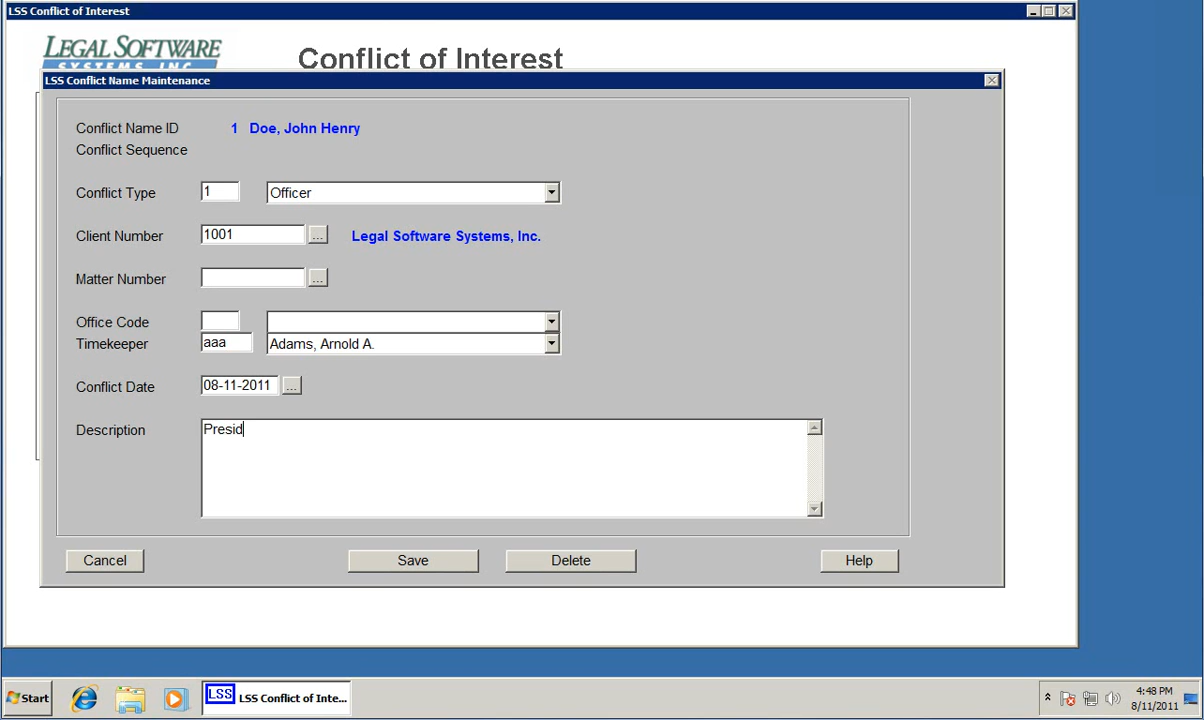 LSS Conflict of Interest
LEGAL SOFTWARE
SYSTEMS, INC.
Conflict of Interest
LSS Conflict Name Maintenance
Conflict Name ID 1 Doe, John Henry
Conflict Sequence
Conflict Type 1 Officer
Client Number 1001 ... Legal Software Systems, Inc.
Matter Number ...
Office Code
Timekeeper aaa Adams, Arnold A.
Conflict Date 08-11-2011 ...
Description Presid
Cancel Save Delete Help
Start LSS LSS Conflict of Inte... 4:48 PM
8/11/2011